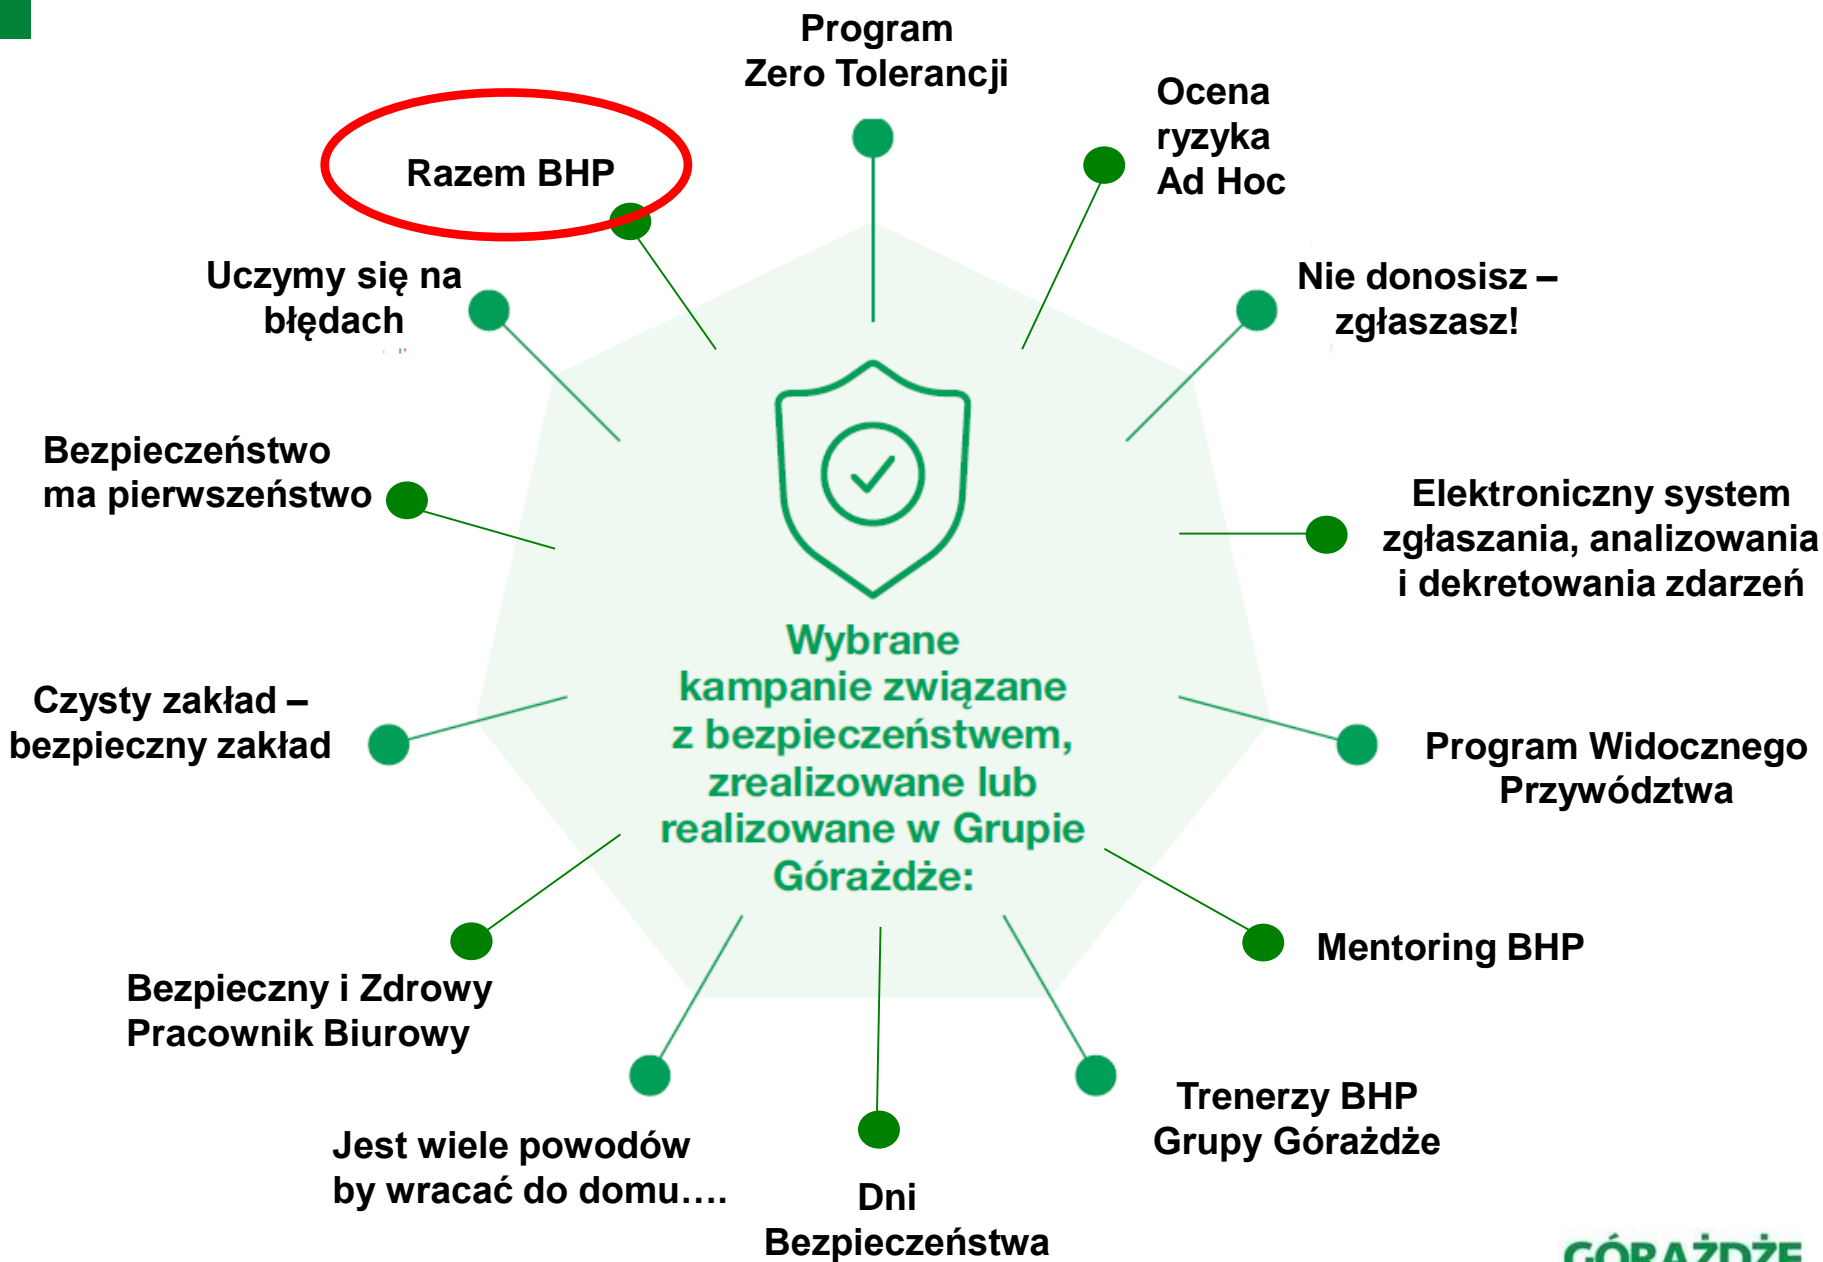 Program
Zero Tolerancji
Ocena
ryzyka
Ad Hoc
Razem BHP
Uczymy się na
błędach
Nie donosisz –
zgłaszasz!
Bezpieczeństwo
ma pierwszeństwo
Elektroniczny system
zgłaszania, analizowania
i dekretowania zdarzeń
Wybrane
kampanie związane
z bezpieczeństwem,
zrealizowane lub
realizowane w Grupie
Górażdże:
Czysty zakład –
bezpieczny zakład
Program Widocznego
Przywództwa
Mentoring BHP
Bezpieczny i Zdrowy
Pracownik Biurowy
Trenerzy BHP
Grupy Górażdże
Jest wiele powodów
by wracać do domu….
Dni
Bezpieczeństwa
GÓRAŻDŻE